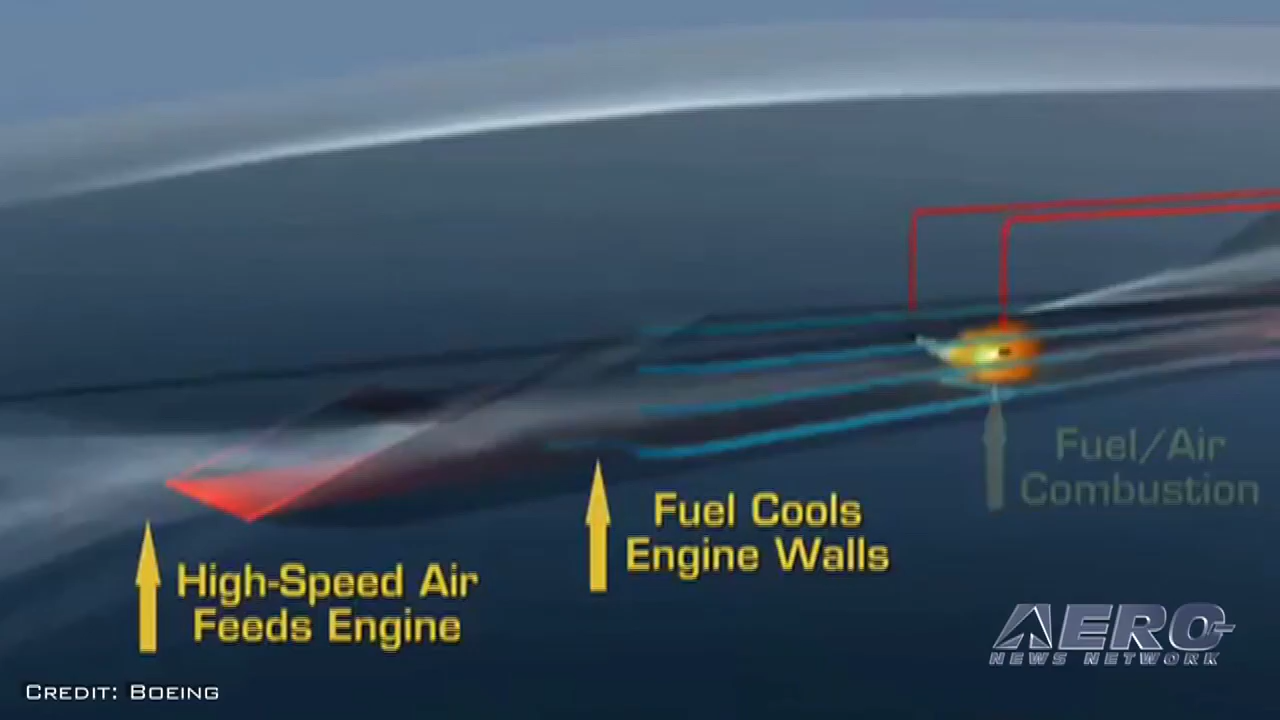 Fuel/Air
Combustion
Fuel Cools
Engine Walls
High-Speed Air
Feeds Engine
AERO
NEWS NETWORK
CREDIT: BOEING